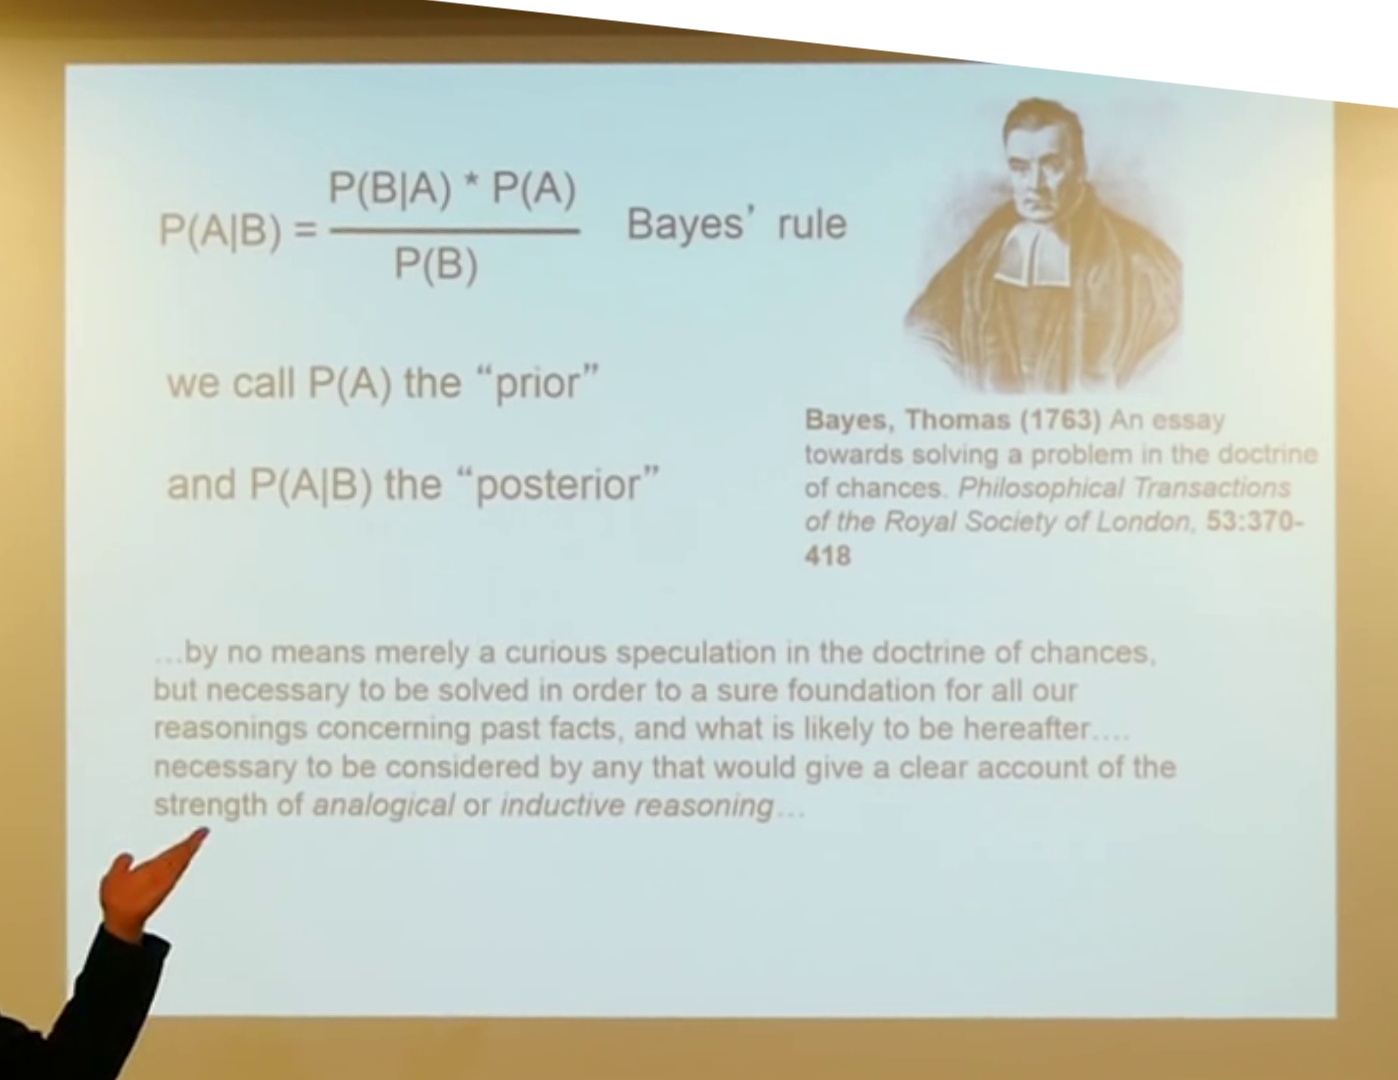 P(A|B) = P(B|A) * P(A)
P(B)
Bayes’ rule
we call P(A) the “prior”
and P(A|B) the “posterior”
Bayes, Thomas (1763) An essay
towards solving a problem in the doctrine
of chances. Philosophical Transactions
of the Royal Society of London, 53:370-
418
…by no means merely a curious speculation in the doctrine of chances,
but necessary to be solved in order to a sure foundation for all our
reasonings concerning past facts, and what is likely to be hereafter….
necessary to be considered by any that would give a clear account of the
strength of analogical or inductive reasoning…